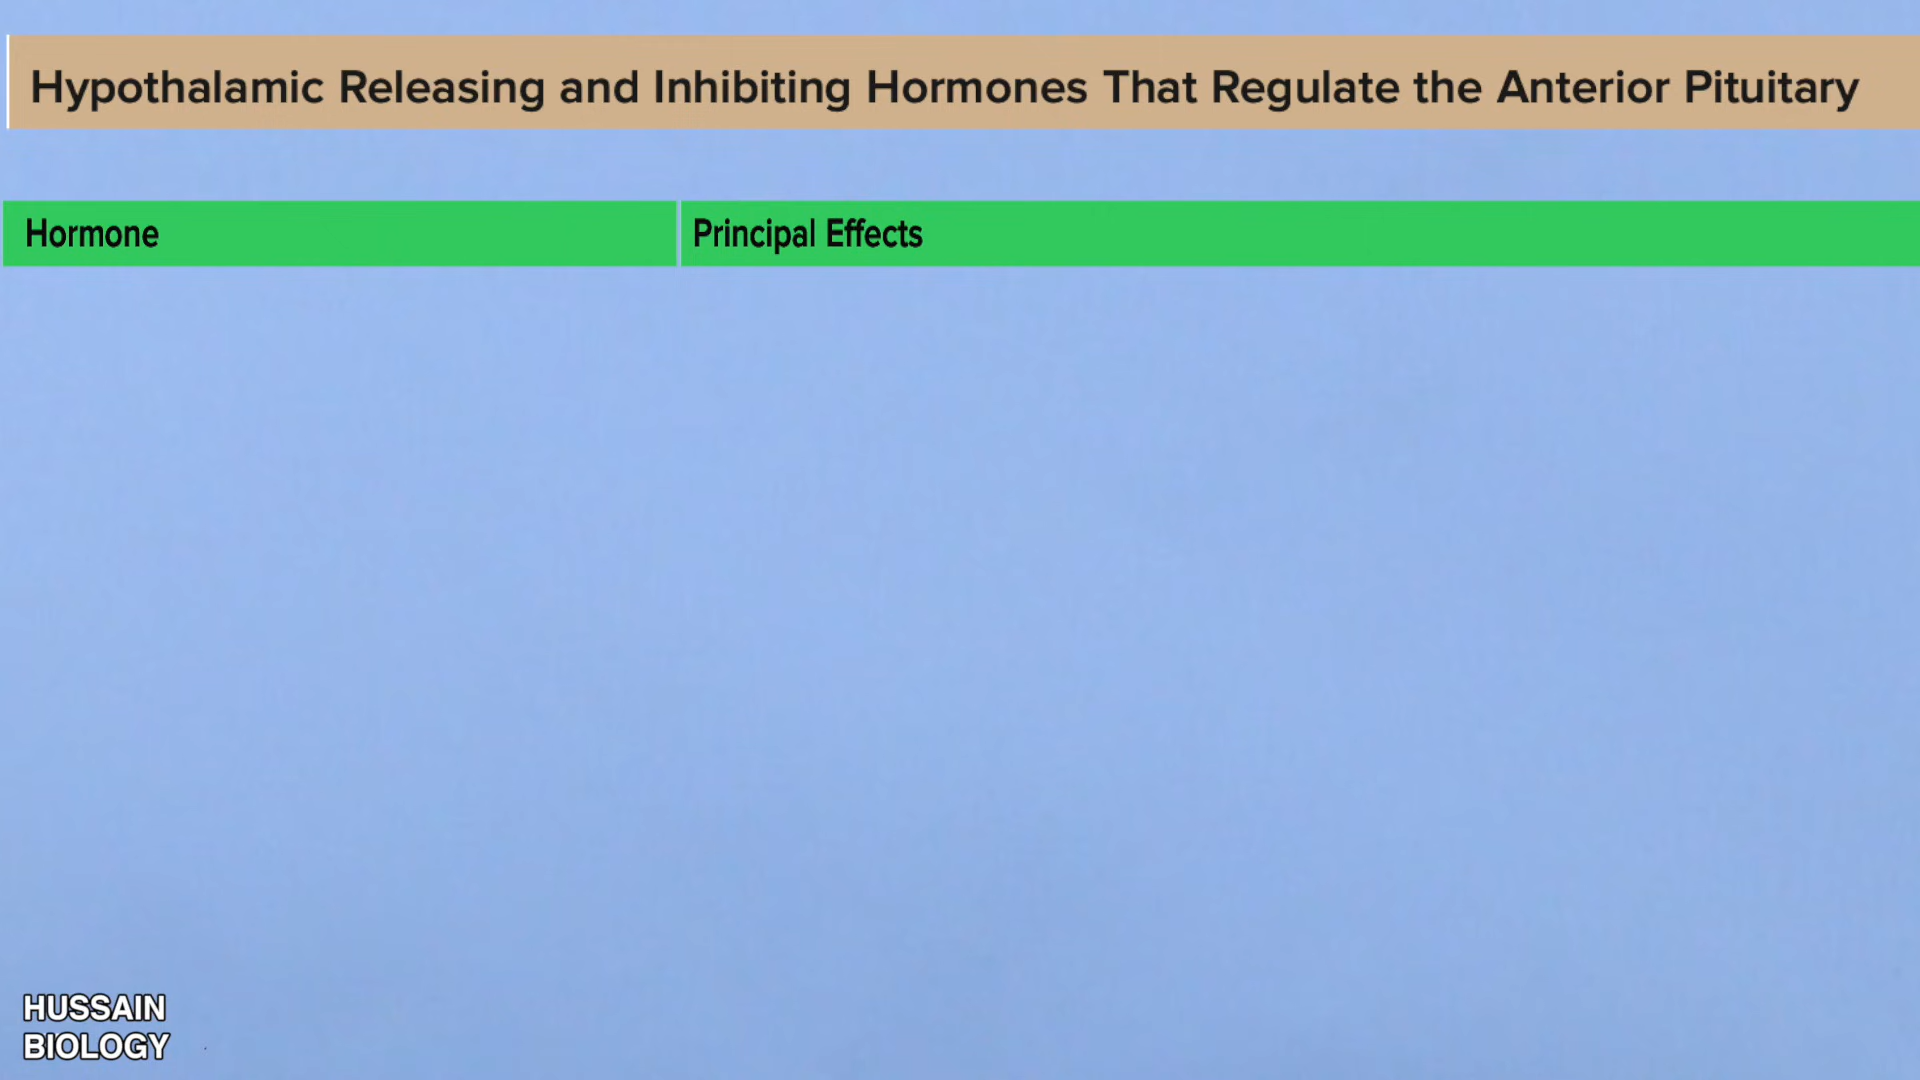 Hypothalamic Releasing and Inhibiting Hormones That Regulate the Anterior Pituitary
Hormone
Principal Effects
HUSSAIN
BIOLOGY